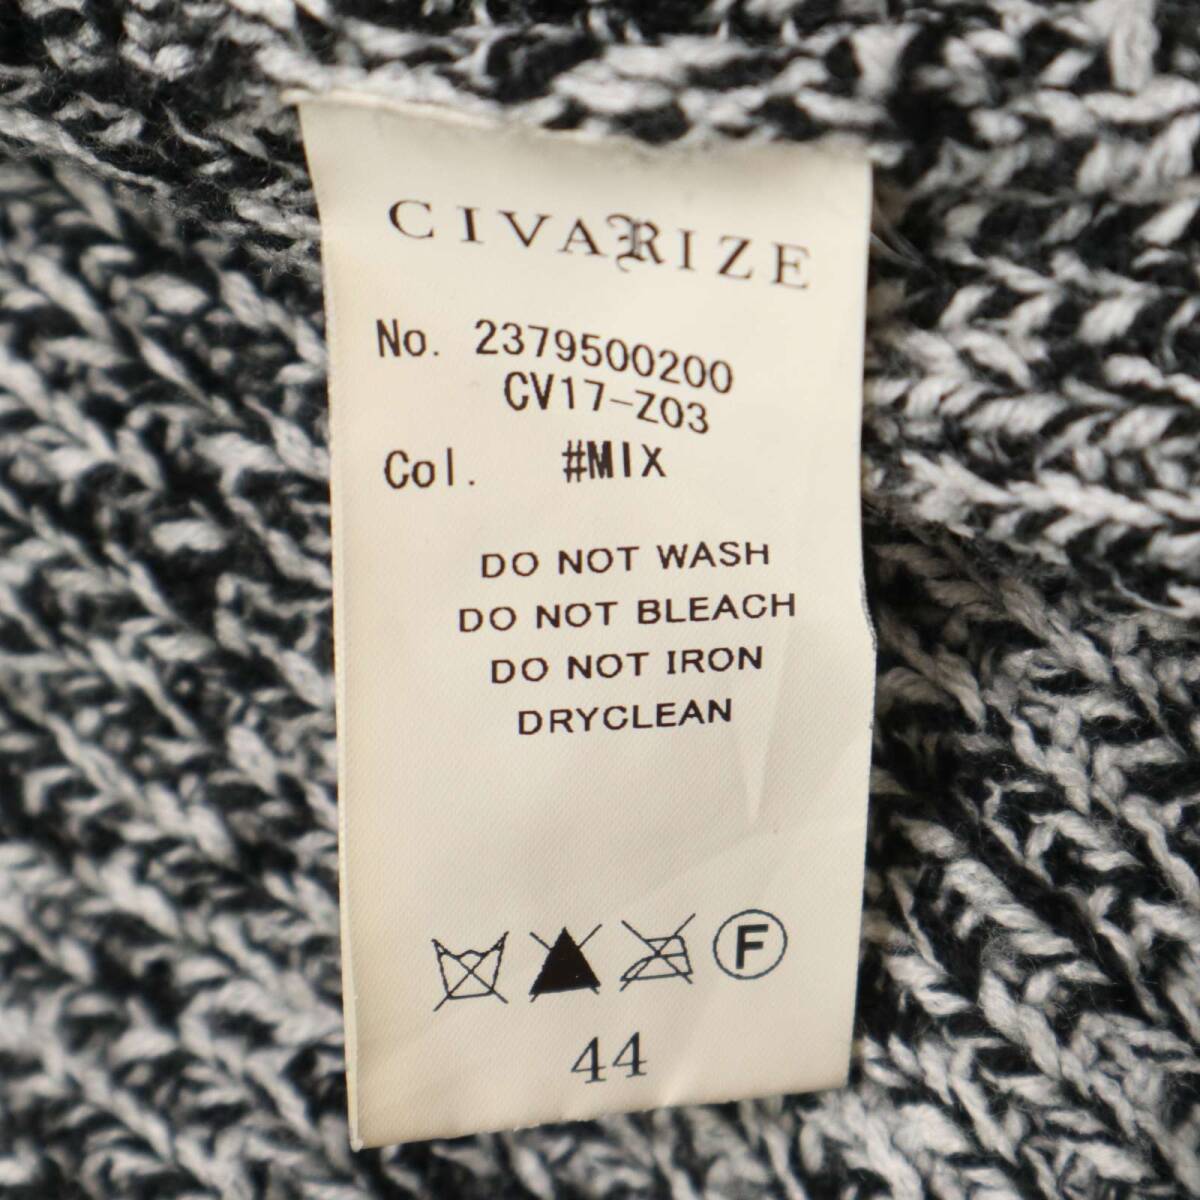 CIVARIZE
No. 2379500200
CV17-Z03
Col. #MIX
DO NOT WASH
DO NOT BLEACH
DO NOT IRON
DRYCLEAN
F
44